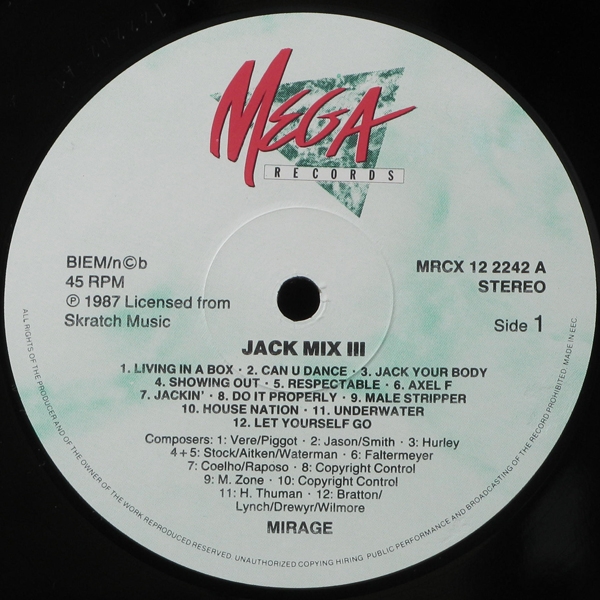 MEGA
RECORDS
BIEM/n©b
45 RPM
℗ 1987 Licensed from
Skratch Music
MRCX 12 2242 A
STEREO
Side 1
JACK MIX III
1. LIVING IN A BOX · 2. CAN U DANCE · 3. JACK YOUR BODY
4. SHOWING OUT · 5. RESPECTABLE · 6. AXEL F
7. JACKIN' · 8. DO IT PROPERLY · 9. MALE STRIPPER
10. HOUSE NATION · 11. UNDERWATER
12. LET YOURSELF GO
Composers: 1: Vere/Piggot · 2: Jason/Smith · 3: Hurley
4+5: Stock/Aitken/Waterman · 6: Faltermeyer
7: Coelho/Raposo · 8: Copyright Control
9: M. Zone · 10: Copyright Control
11: H. Thuman · 12: Bratton/
Lynch/Drewyr/Wilmore
MIRAGE
ALL RIGHTS OF THE PRODUCER AND OF THE OWNER OF THE WORK REPRODUCED RESERVED. UNAUTHORIZED COPYING HIRING PUBLIC PERFORMANCE AND BROADCASTING OF THE RECORD PROHIBITED. MADE IN EEC.